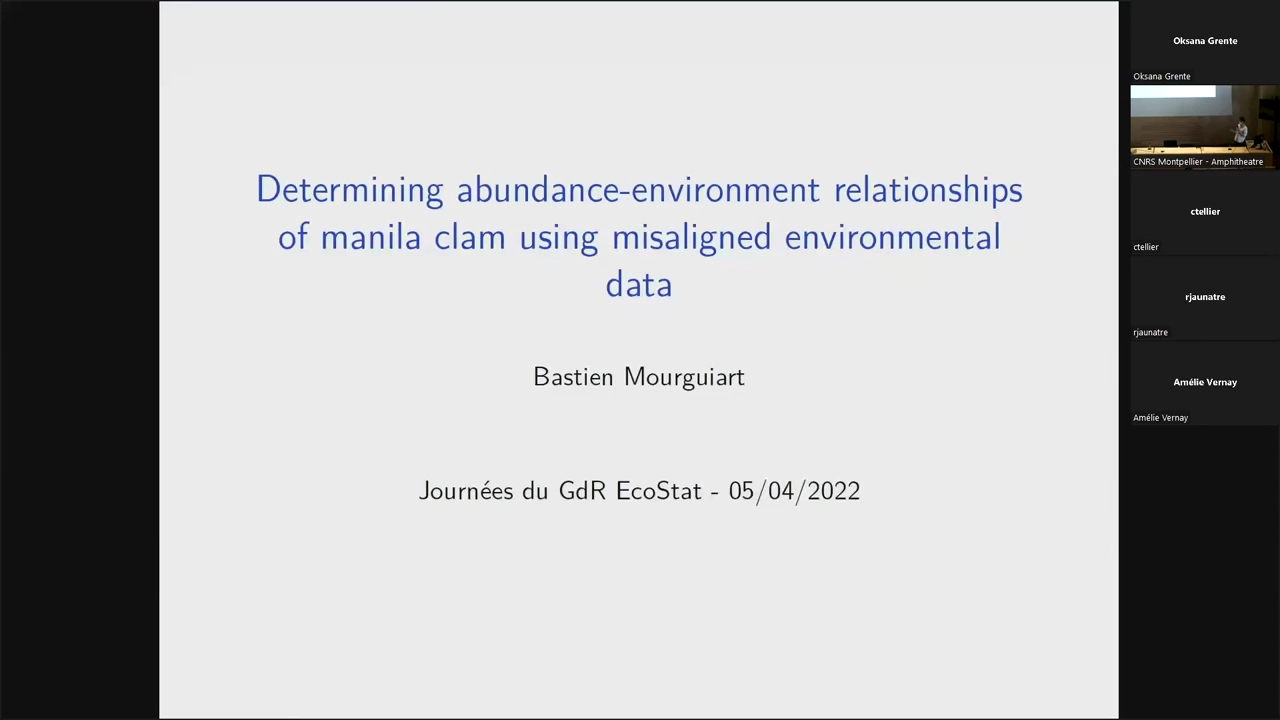 Determining abundance-environment relationships
of manila clam using misaligned environmental
data
Bastien Mourguiart
Journées du GdR EcoStat - 05/04/2022
Oksana Grente
Oksana Grente
CNRS Montpellier - Amphitheatre
ctellier
ctellier
rjaunatre
rjaunatre
Amélie Vernay
Amélie Vernay